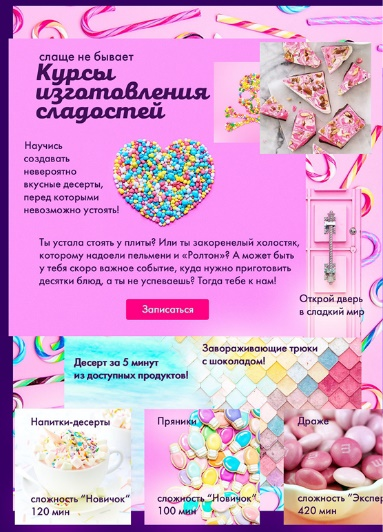 слаще не бывает
Курсы
изготовления
сладостей
Научись
создавать
невероятно
вкусные десерты,
перед которыми
невозможно устоять!
Ты устала стоять у плиты? Или ты закоренелый холостяк,
которому надоели пельмени и «Ролтон»? А может быть
у тебя скоро важное событие, куда нужно приготовить
десятки блюд, а ты не успеваешь? Тогда тебе к нам!
Записаться
Открой дверь
в сладкий мир
Десерт за 5 минут
из доступных продуктов!
Завораживающие трюки
с шоколадом!
Напитки-десерты
сложность "Новичок"
120 мин
Пряники
сложность "Новичок"
100 мин
Драже
сложность "Экспер
420 мин